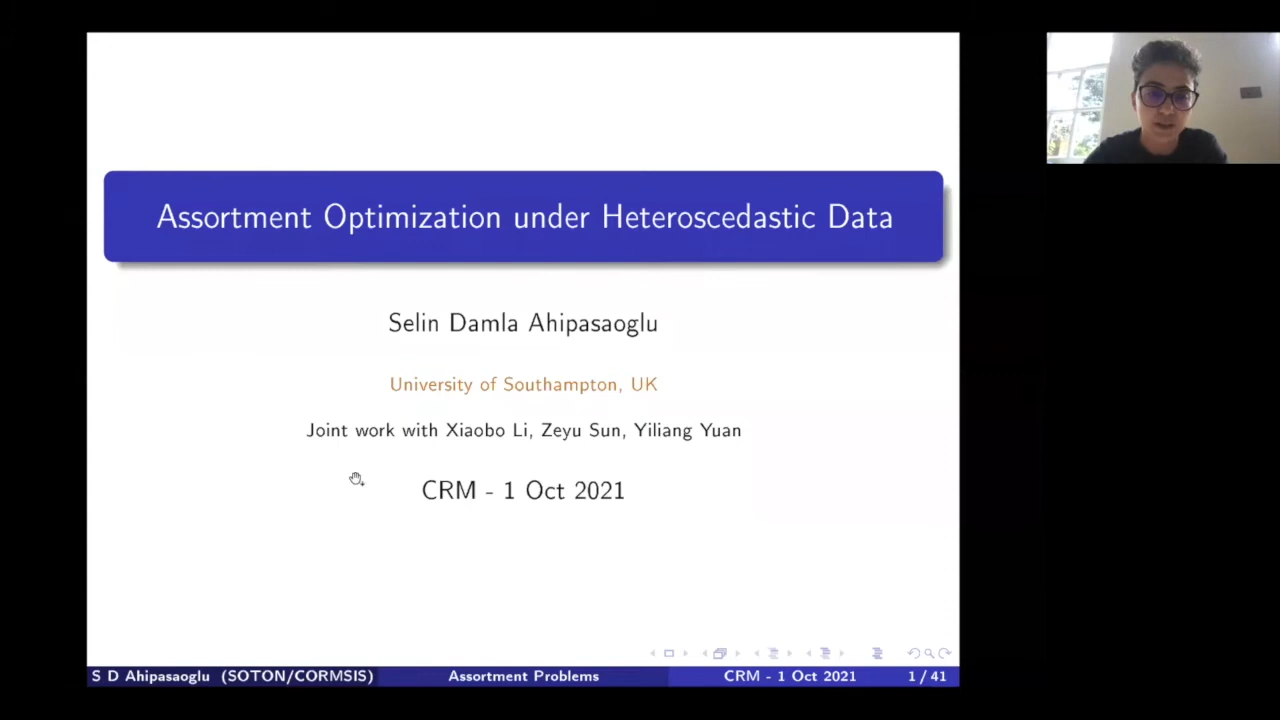 Assortment Optimization under Heteroscedastic Data
Selin Damla Ahipasaoglu
University of Southampton, UK
Joint work with Xiaobo Li, Zeyu Sun, Yiliang Yuan
CRM - 1 Oct 2021
S D Ahipasaoglu (SOTON/CORMSIS) Assortment Problems CRM - 1 Oct 2021 1 / 41